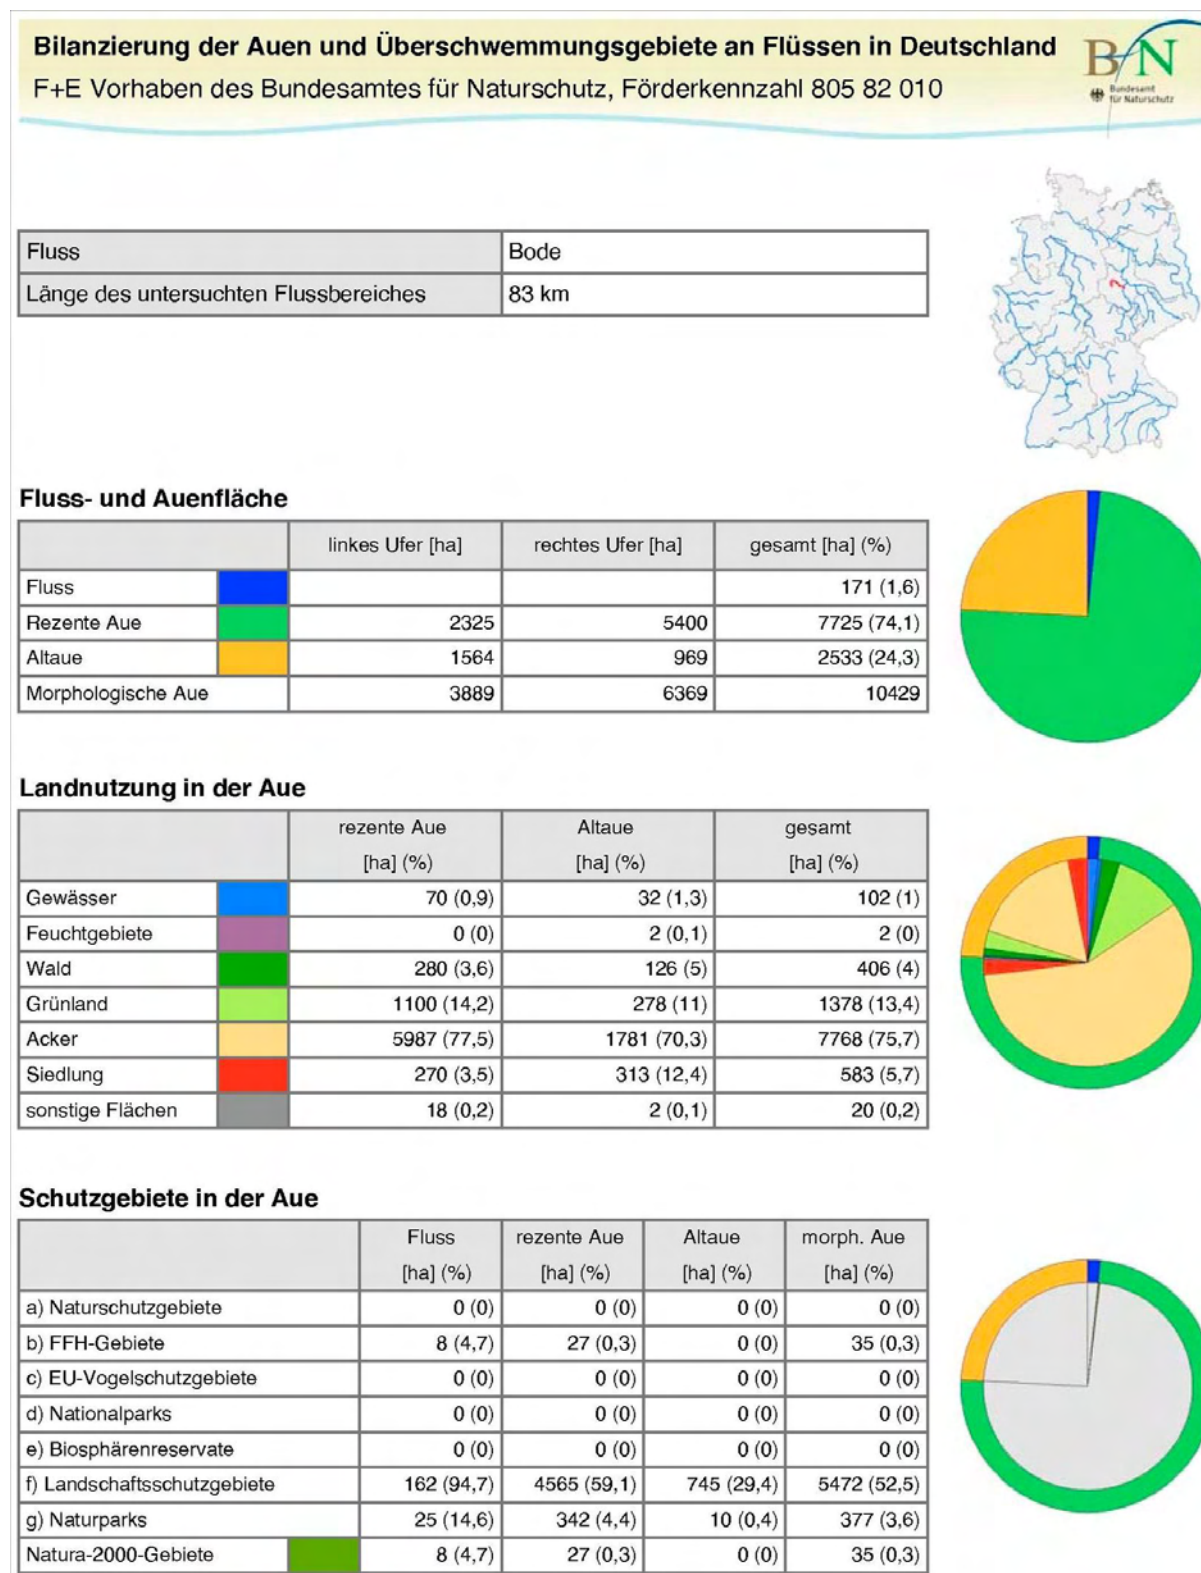 Bilanzierung der Auen und Überschwemmungsgebiete an Flüssen in Deutschland
F+E Vorhaben des Bundesamtes für Naturschutz, Förderkennzahl 805 82 010
BfN
Bundesamt
für Naturschutz
Fluss Bode
Länge des untersuchten Flussbereiches 83 km
Fluss- und Auenfläche
linkes Ufer [ha] rechtes Ufer [ha] gesamt [ha] (%)
Fluss 171 (1,6)
Rezente Aue 2325 5400 7725 (74,1)
Altaue 1564 969 2533 (24,3)
Morphologische Aue 3889 6369 10429
Landnutzung in der Aue
rezente Aue Altaue gesamt
[ha] (%) [ha] (%) [ha] (%)
Gewässer 70 (0,9) 32 (1,3) 102 (1)
Feuchtgebiete 0 (0) 2 (0,1) 2 (0)
Wald 280 (3,6) 126 (5) 406 (4)
Grünland 1100 (14,2) 278 (11) 1378 (13,4)
Acker 5987 (77,5) 1781 (70,3) 7768 (75,7)
Siedlung 270 (3,5) 313 (12,4) 583 (5,7)
sonstige Flächen 18 (0,2) 2 (0,1) 20 (0,2)
Schutzgebiete in der Aue
Fluss rezente Aue Altaue morph. Aue
[ha] (%) [ha] (%) [ha] (%) [ha] (%)
a) Naturschutzgebiete 0 (0) 0 (0) 0 (0) 0 (0)
b) FFH-Gebiete 8 (4,7) 27 (0,3) 0 (0) 35 (0,3)
c) EU-Vogelschutzgebiete 0 (0) 0 (0) 0 (0) 0 (0)
d) Nationalparks 0 (0) 0 (0) 0 (0) 0 (0)
e) Biosphärenreservate 0 (0) 0 (0) 0 (0) 0 (0)
f) Landschaftsschutzgebiete 162 (94,7) 4565 (59,1) 745 (29,4) 5472 (52,5)
g) Naturparks 25 (14,6) 342 (4,4) 10 (0,4) 377 (3,6)
Natura-2000-Gebiete 8 (4,7) 27 (0,3) 0 (0) 35 (0,3)